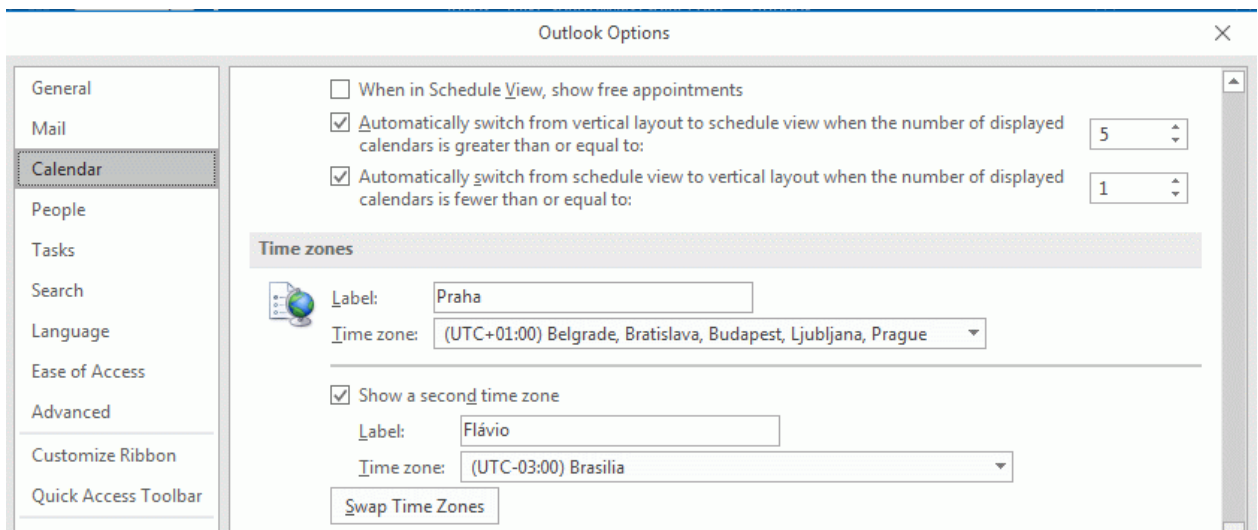 Outlook Options
General
Mail
Calendar
People
Tasks
Search
Language
Ease of Access
Advanced
Customize Ribbon
Quick Access Toolbar
When in Schedule View, show free appointments
Automatically switch from vertical layout to schedule view when the number of displayed
calendars is greater than or equal to:
5
Automatically switch from schedule view to vertical layout when the number of displayed
calendars is fewer than or equal to:
1
Time zones
Label: Praha
Time zone: (UTC+01:00) Belgrade, Bratislava, Budapest, Ljubljana, Prague
Show a second time zone
Label: Flávio
Time zone: (UTC-03:00) Brasilia
Swap Time Zones